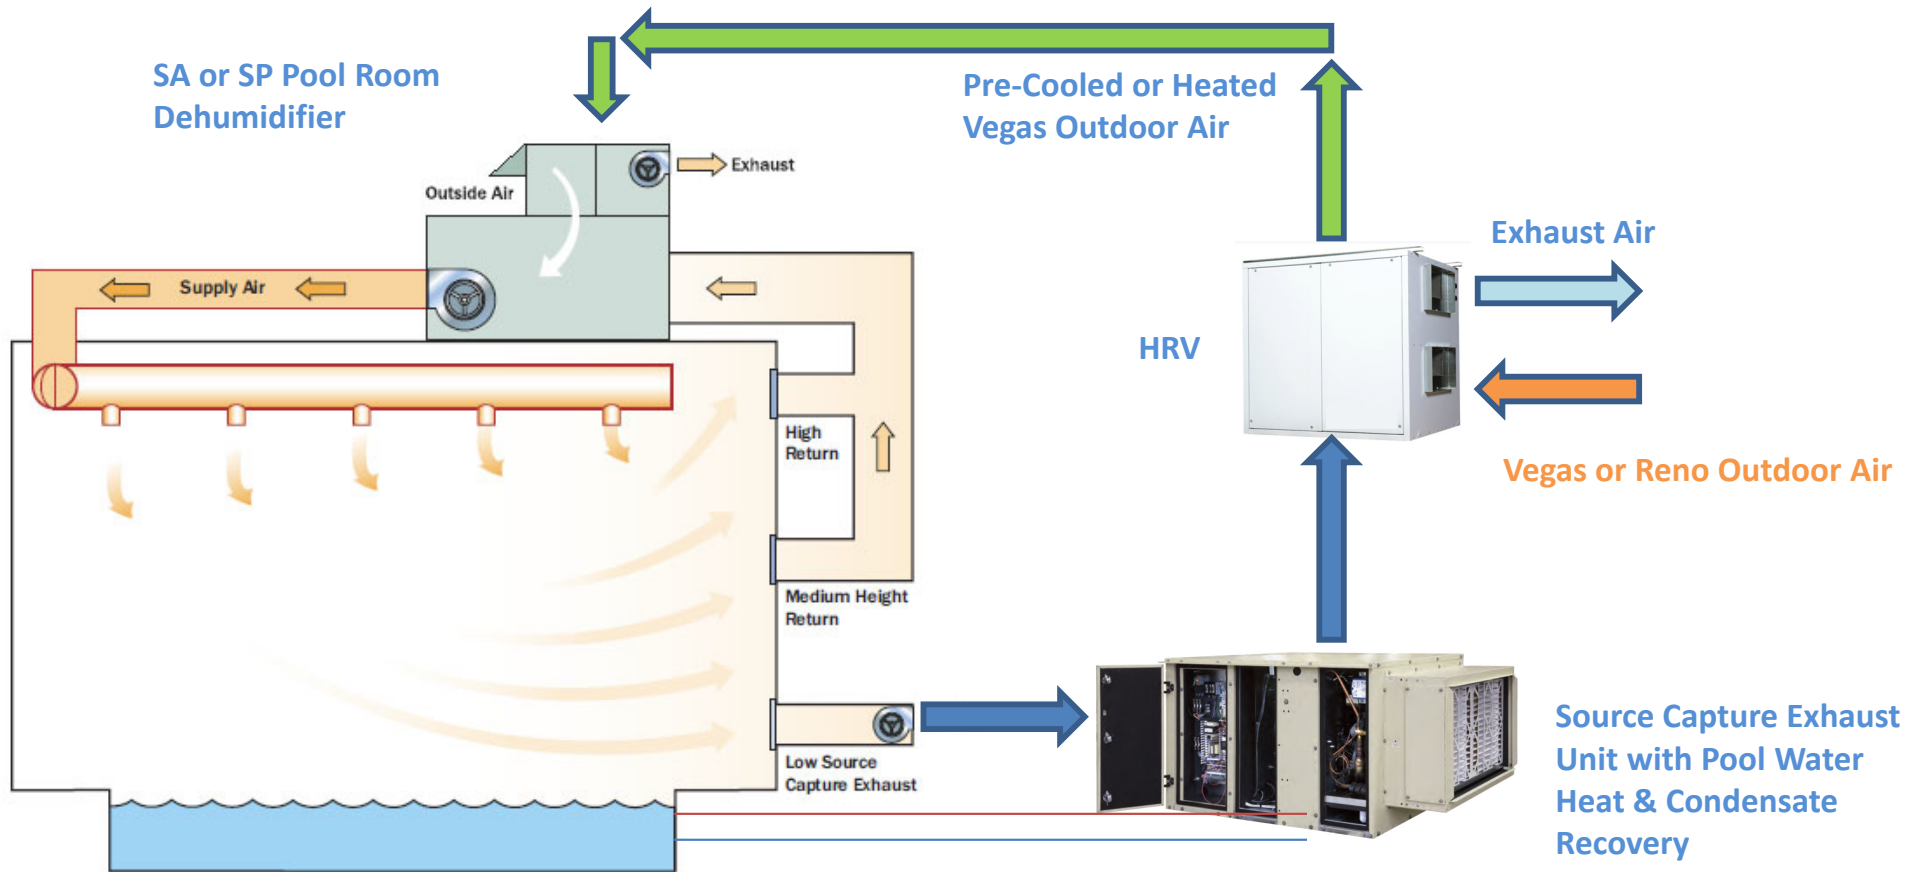 SA or SP Pool Room
Dehumidifier
Pre-Cooled or Heated
Vegas Outdoor Air
Exhaust
Outside Air
Exhaust Air
Supply Air
HRV
High
Return
Vegas or Reno Outdoor Air
Medium Height
Return
Low Source
Capture Exhaust
Source Capture Exhaust
Unit with Pool Water
Heat & Condensate
Recovery